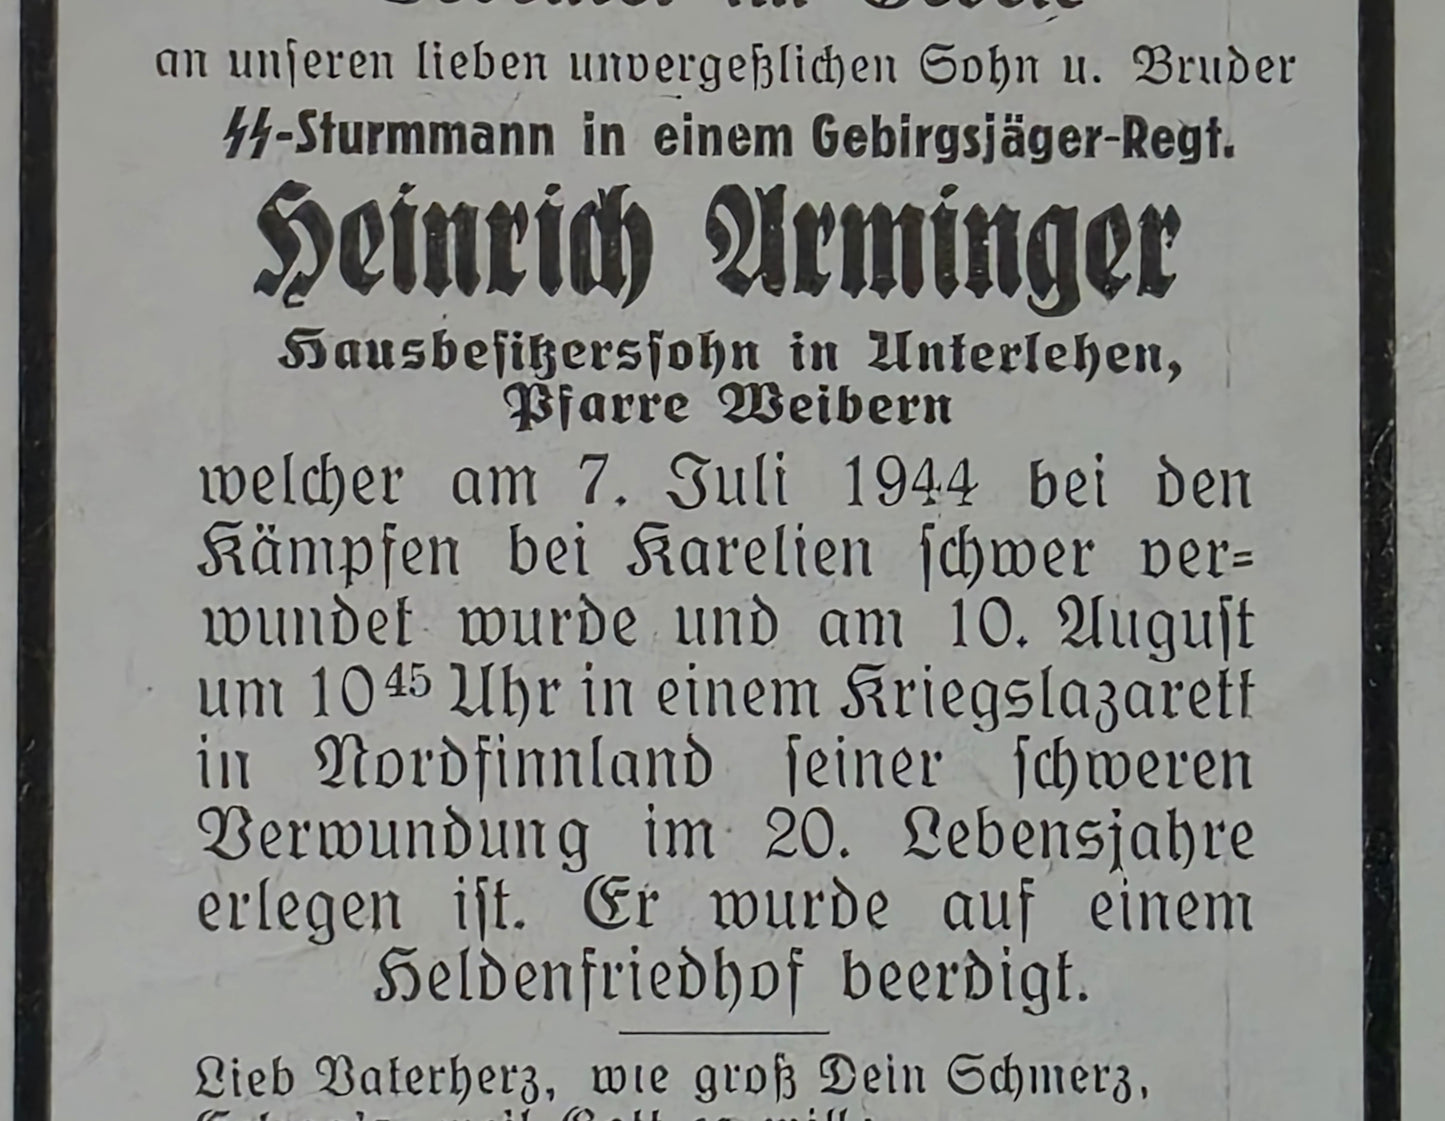 an unseren lieben unvergeßlichen Sohn u. Bruder
SS-Sturmmann in einem Gebirgsjäger-Regt.
Heinrich Arminger
Hausbesitzerssohn in Unterlehen,
Pfarre Weibern
welcher am 7. Juli 1944 bei den
Kämpfen bei Karelien schwer ver-
wundet wurde und am 10. August
um 10 45 Uhr in einem Kriegslazarett
in Nordfinnland seiner schweren
Verwundung im 20. Lebensjahre
erlegen ist. Er wurde auf einem
Heldenfriedhof beerdigt.
Lieb Vaterherz, wie groß Dein Schmerz,